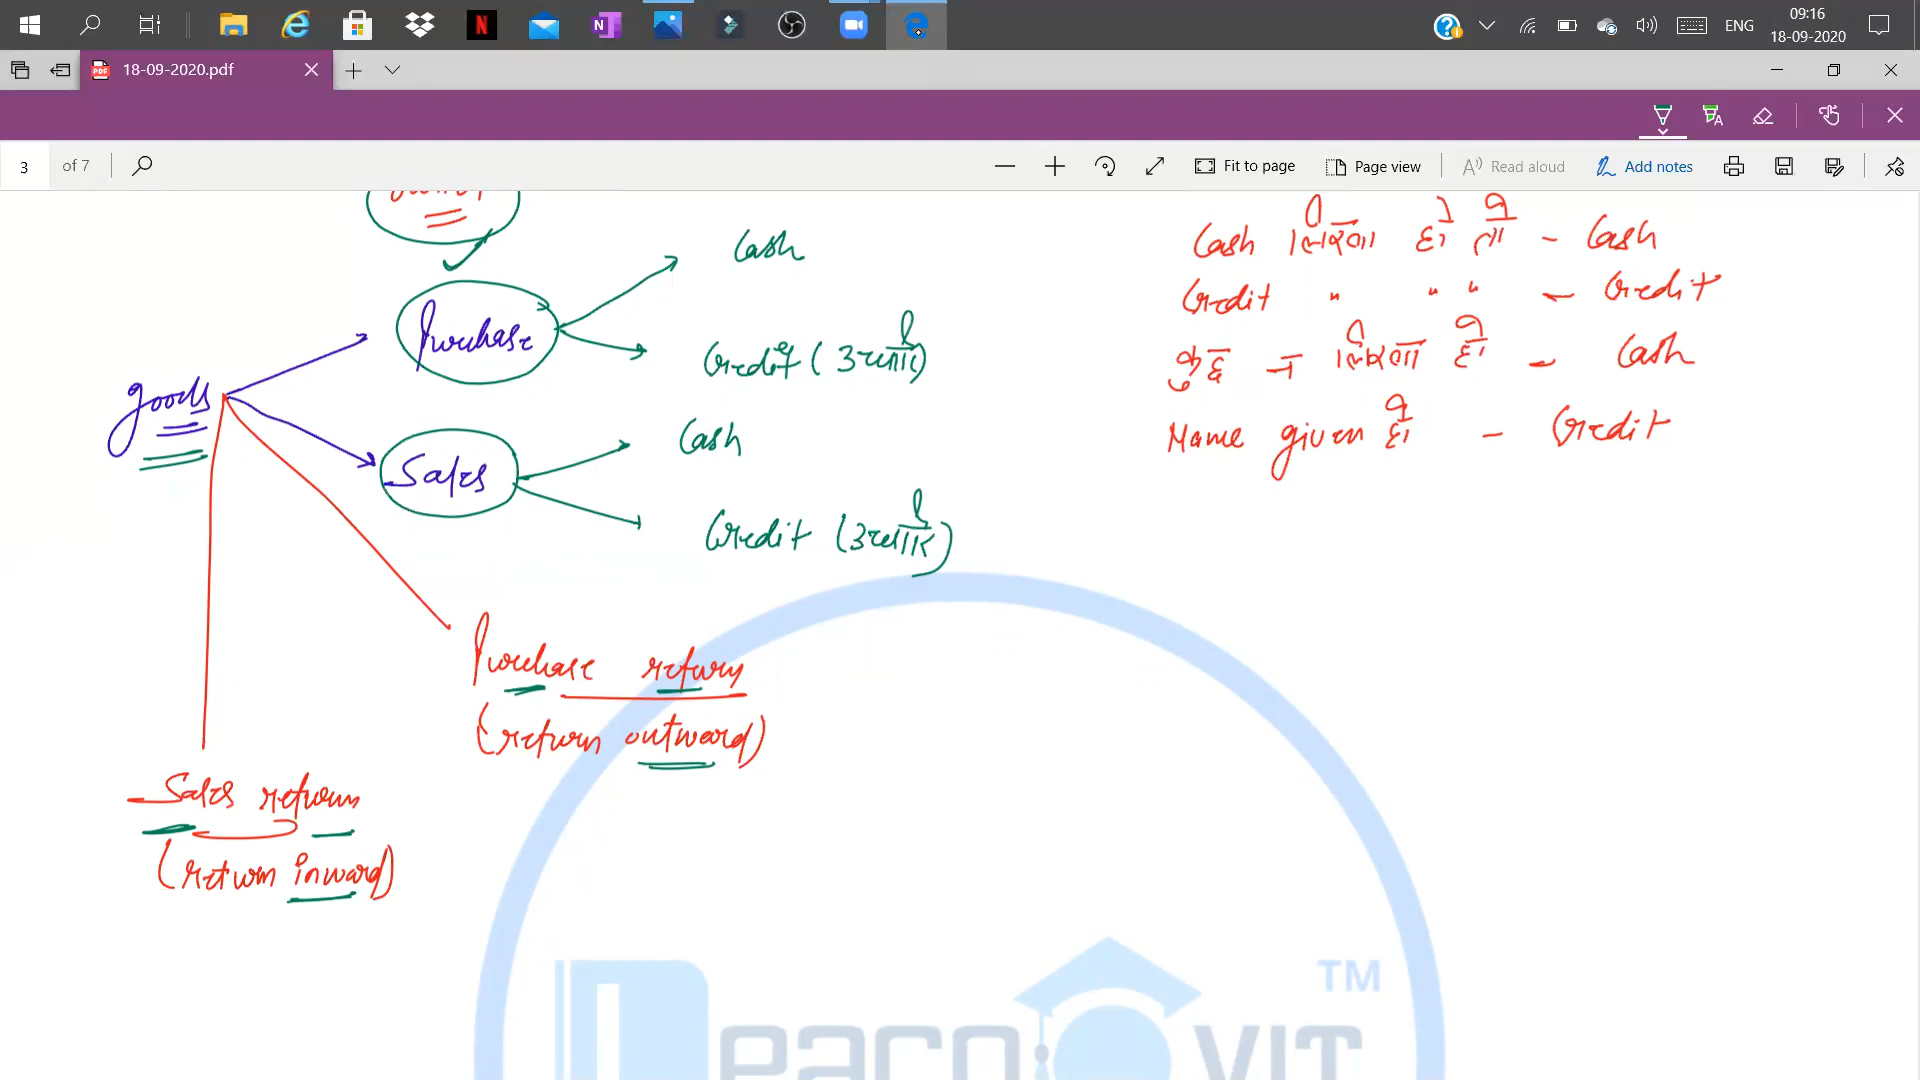 09:16
ENG
18-09-2020
18-09-2020.pdf
3 of 7
Fit to page
Page view
Read aloud
Add notes
Cash
Purchase
Credit (उधारी)
goods
Cash
Sales
Credit (उधारी)
Purchase return
(return outward)
Sales return
(return inward)
Cash लिखा हो तो - Cash
Credit " " " - Credit
कुछ न लिखा है - Cash
Name given है - Credit
TM
Learnovit